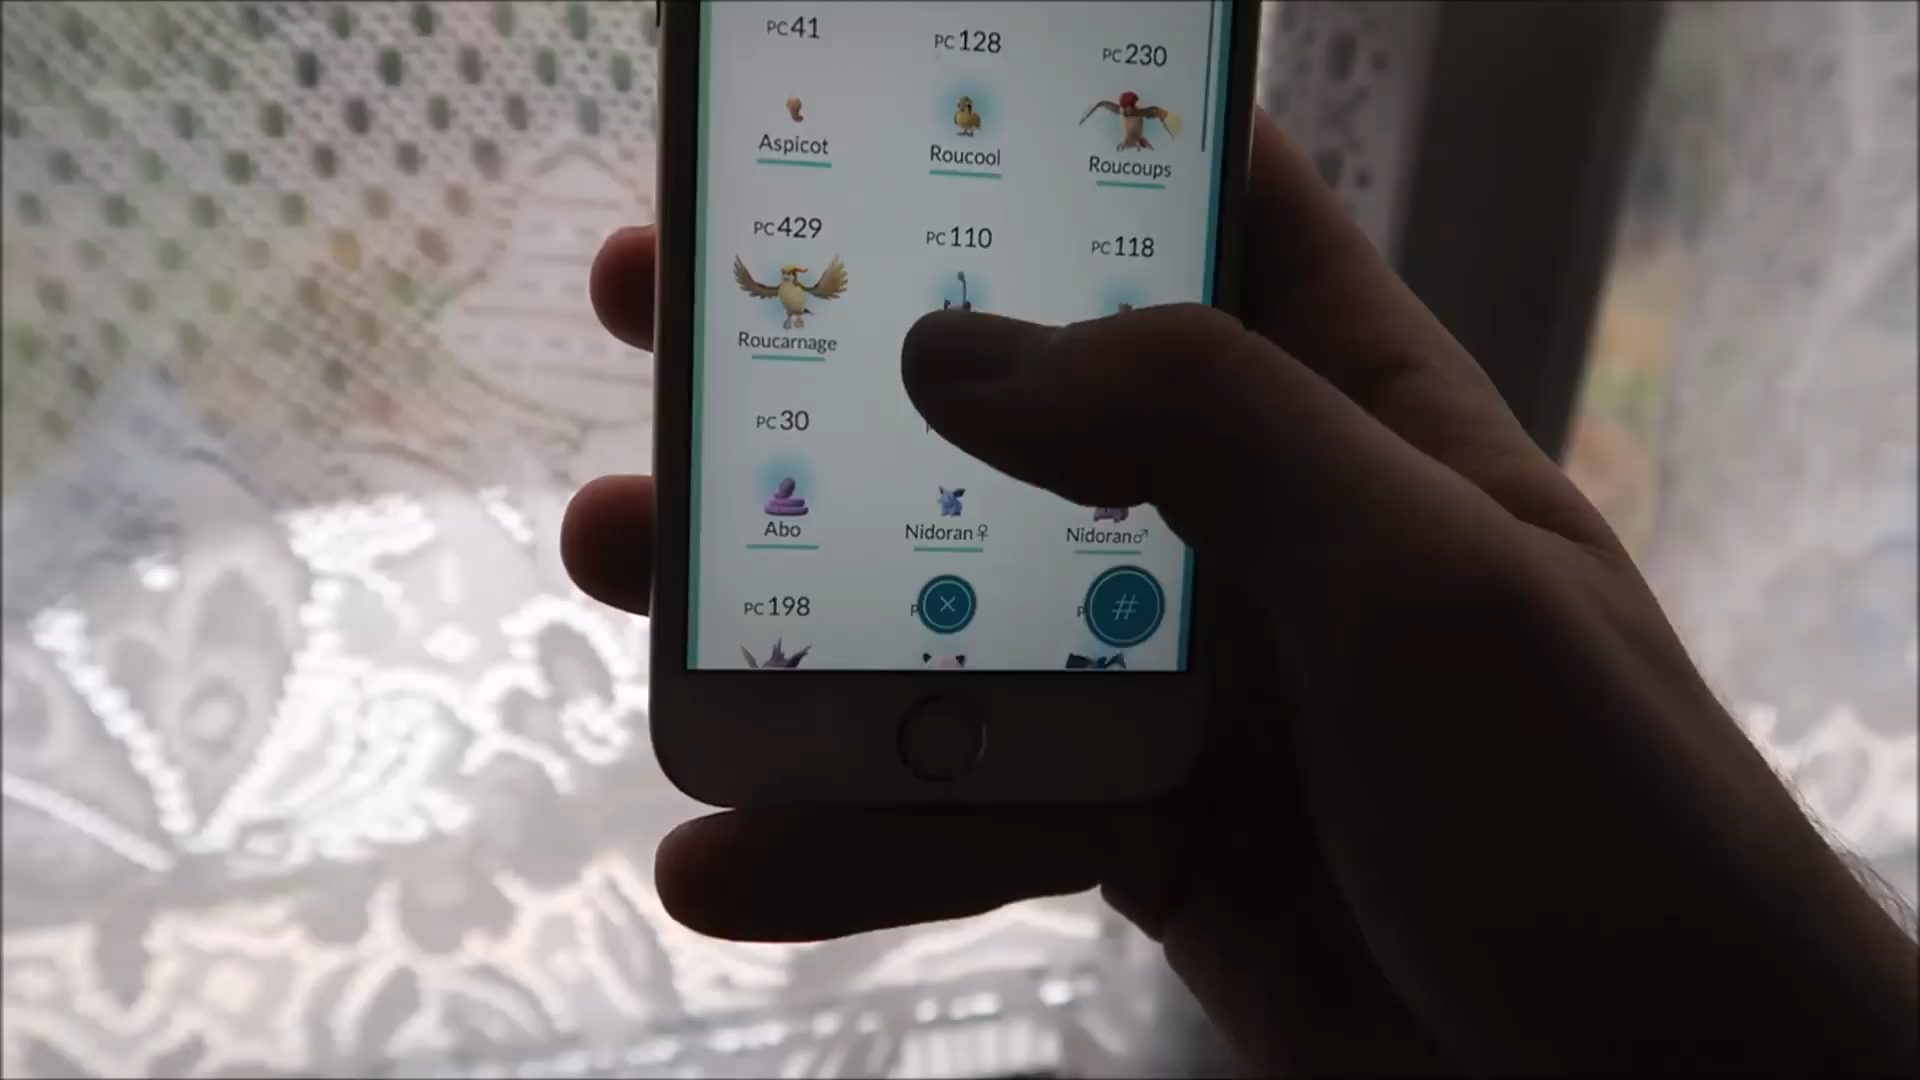 PC41
PC128
PC230
Aspicot
Roucool
Roucoups
PC429
PC110
PC118
Roucarnage
PC30
Abo
Nidoran♀
Nidoran♂
PC198
#